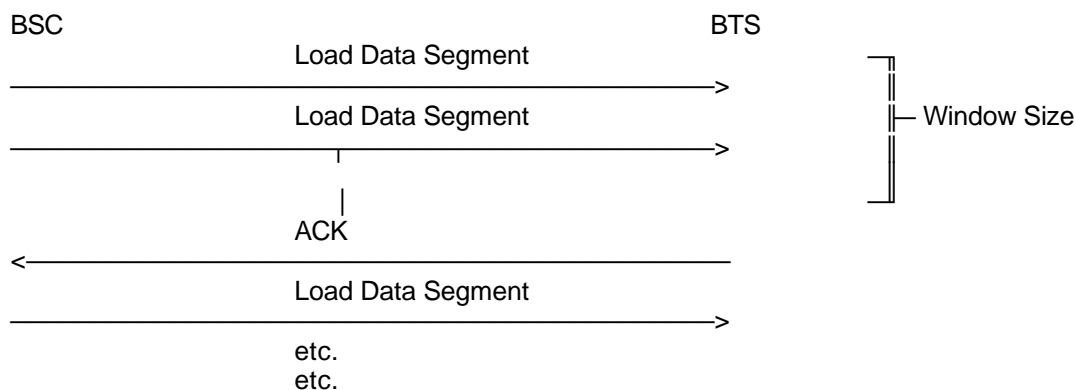 BSC BTS
Load Data Segment
Load Data Segment
Window Size
ACK
Load Data Segment
etc.
etc.